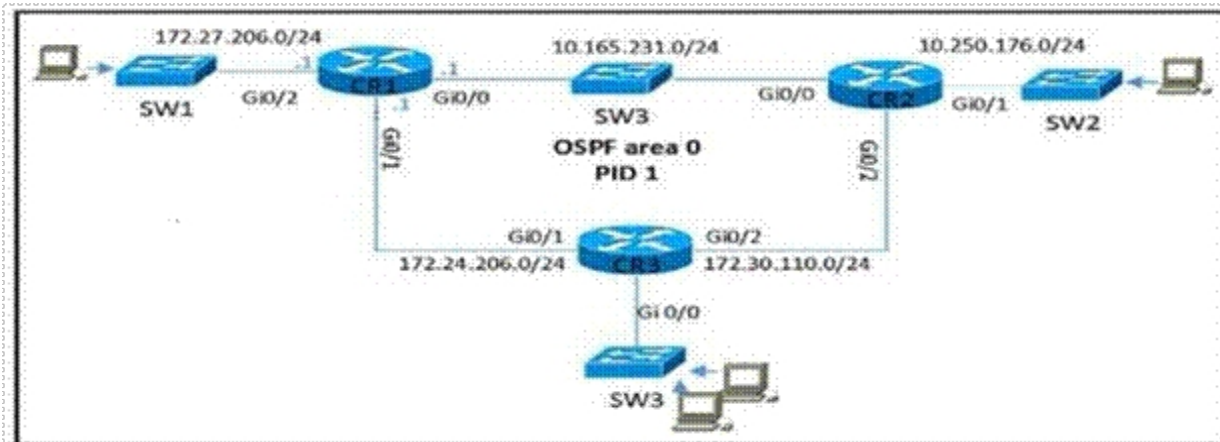 172.27.206.0/24
10.165.231.0/24
10.250.176.0/24
.1
CR1
.1
.1
SW1
Gi0/2
Gi0/0
SW3
Gi0/0
CR2
Gi0/1
SW2
Gi0/1
OSPF area 0
PID 1
Gi0/2
Gi0/1
Gi0/2
172.24.206.0/24
CR3
172.30.110.0/24
Gi 0/0
SW3